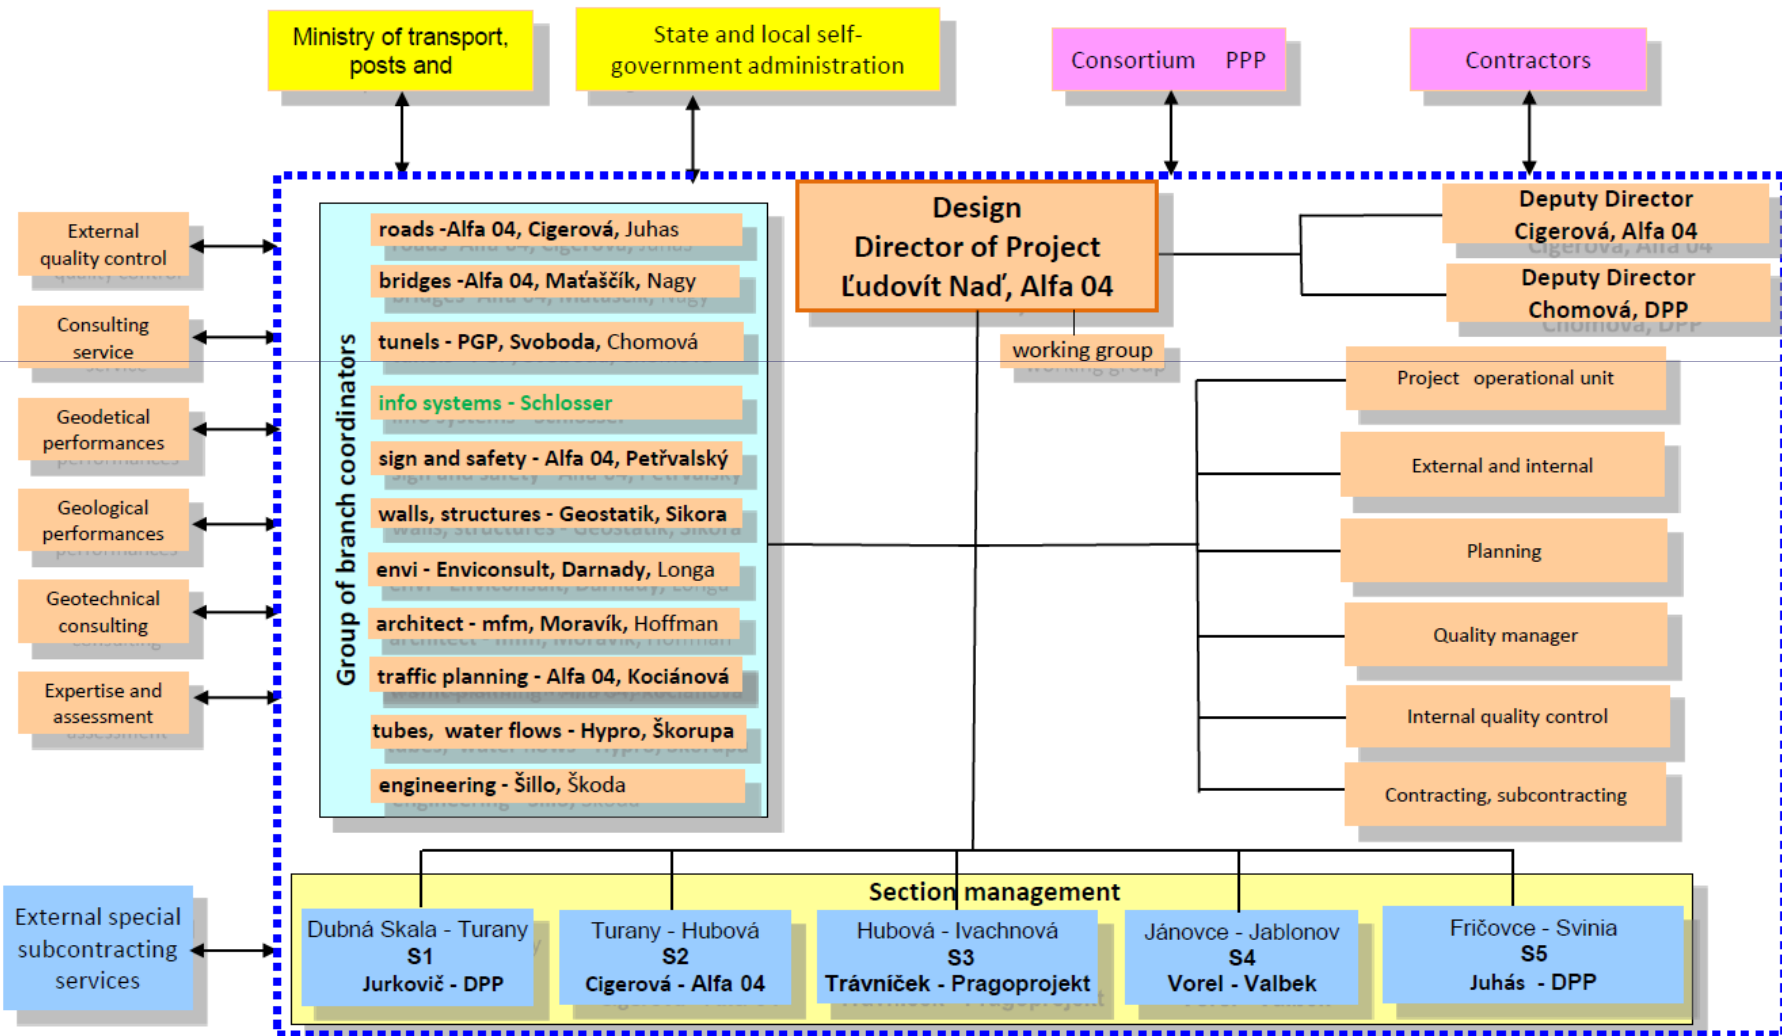 Ministry of transport,
posts and
State and local self-
government administration
Consortium PPP
Contractors
External
quality control
Consulting
service
Geodetical
performances
Geological
performances
Geotechnical
consulting
Expertise and
assessment
External special
subcontracting
services
Group of branch coordinators
roads -Alfa 04, Cigerová, Juhas
bridges -Alfa 04, Maťaščík, Nagy
tunels - PGP, Svoboda, Chomová
info systems - Schlosser
sign and safety - Alfa 04, Petřvalský
walls, structures - Geostatik, Sikora
envi - Enviconsult, Darnady, Longa
architect - mfm, Moravík, Hoffman
traffic planning - Alfa 04, Kociánová
tubes, water flows - Hypro, Škorupa
engineering - Šillo, Škoda
Design
Director of Project
Ľudovít Naď, Alfa 04
working group
Deputy Director
Cigerová, Alfa 04
Deputy Director
Chomová, DPP
Project operational unit
External and internal
Planning
Quality manager
Internal quality control
Contracting, subcontracting
Section management
Dubná Skala - Turany
S1
Jurkovič - DPP
Turany - Hubová
S2
Cigerová - Alfa 04
Hubová - Ivachnová
S3
Trávníček - Pragoprojekt
Jánovce - Jablonov
S4
Vorel - Valbek
Fričovce - Svinia
S5
Juhás - DPP